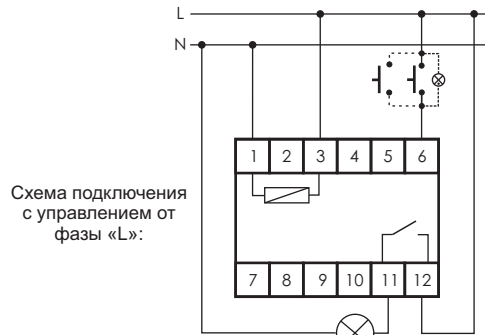 L
N
1 2 3 4 5 6
Схема подключения
с управлением от
фазы «L»:
7 8 9 10 11 12